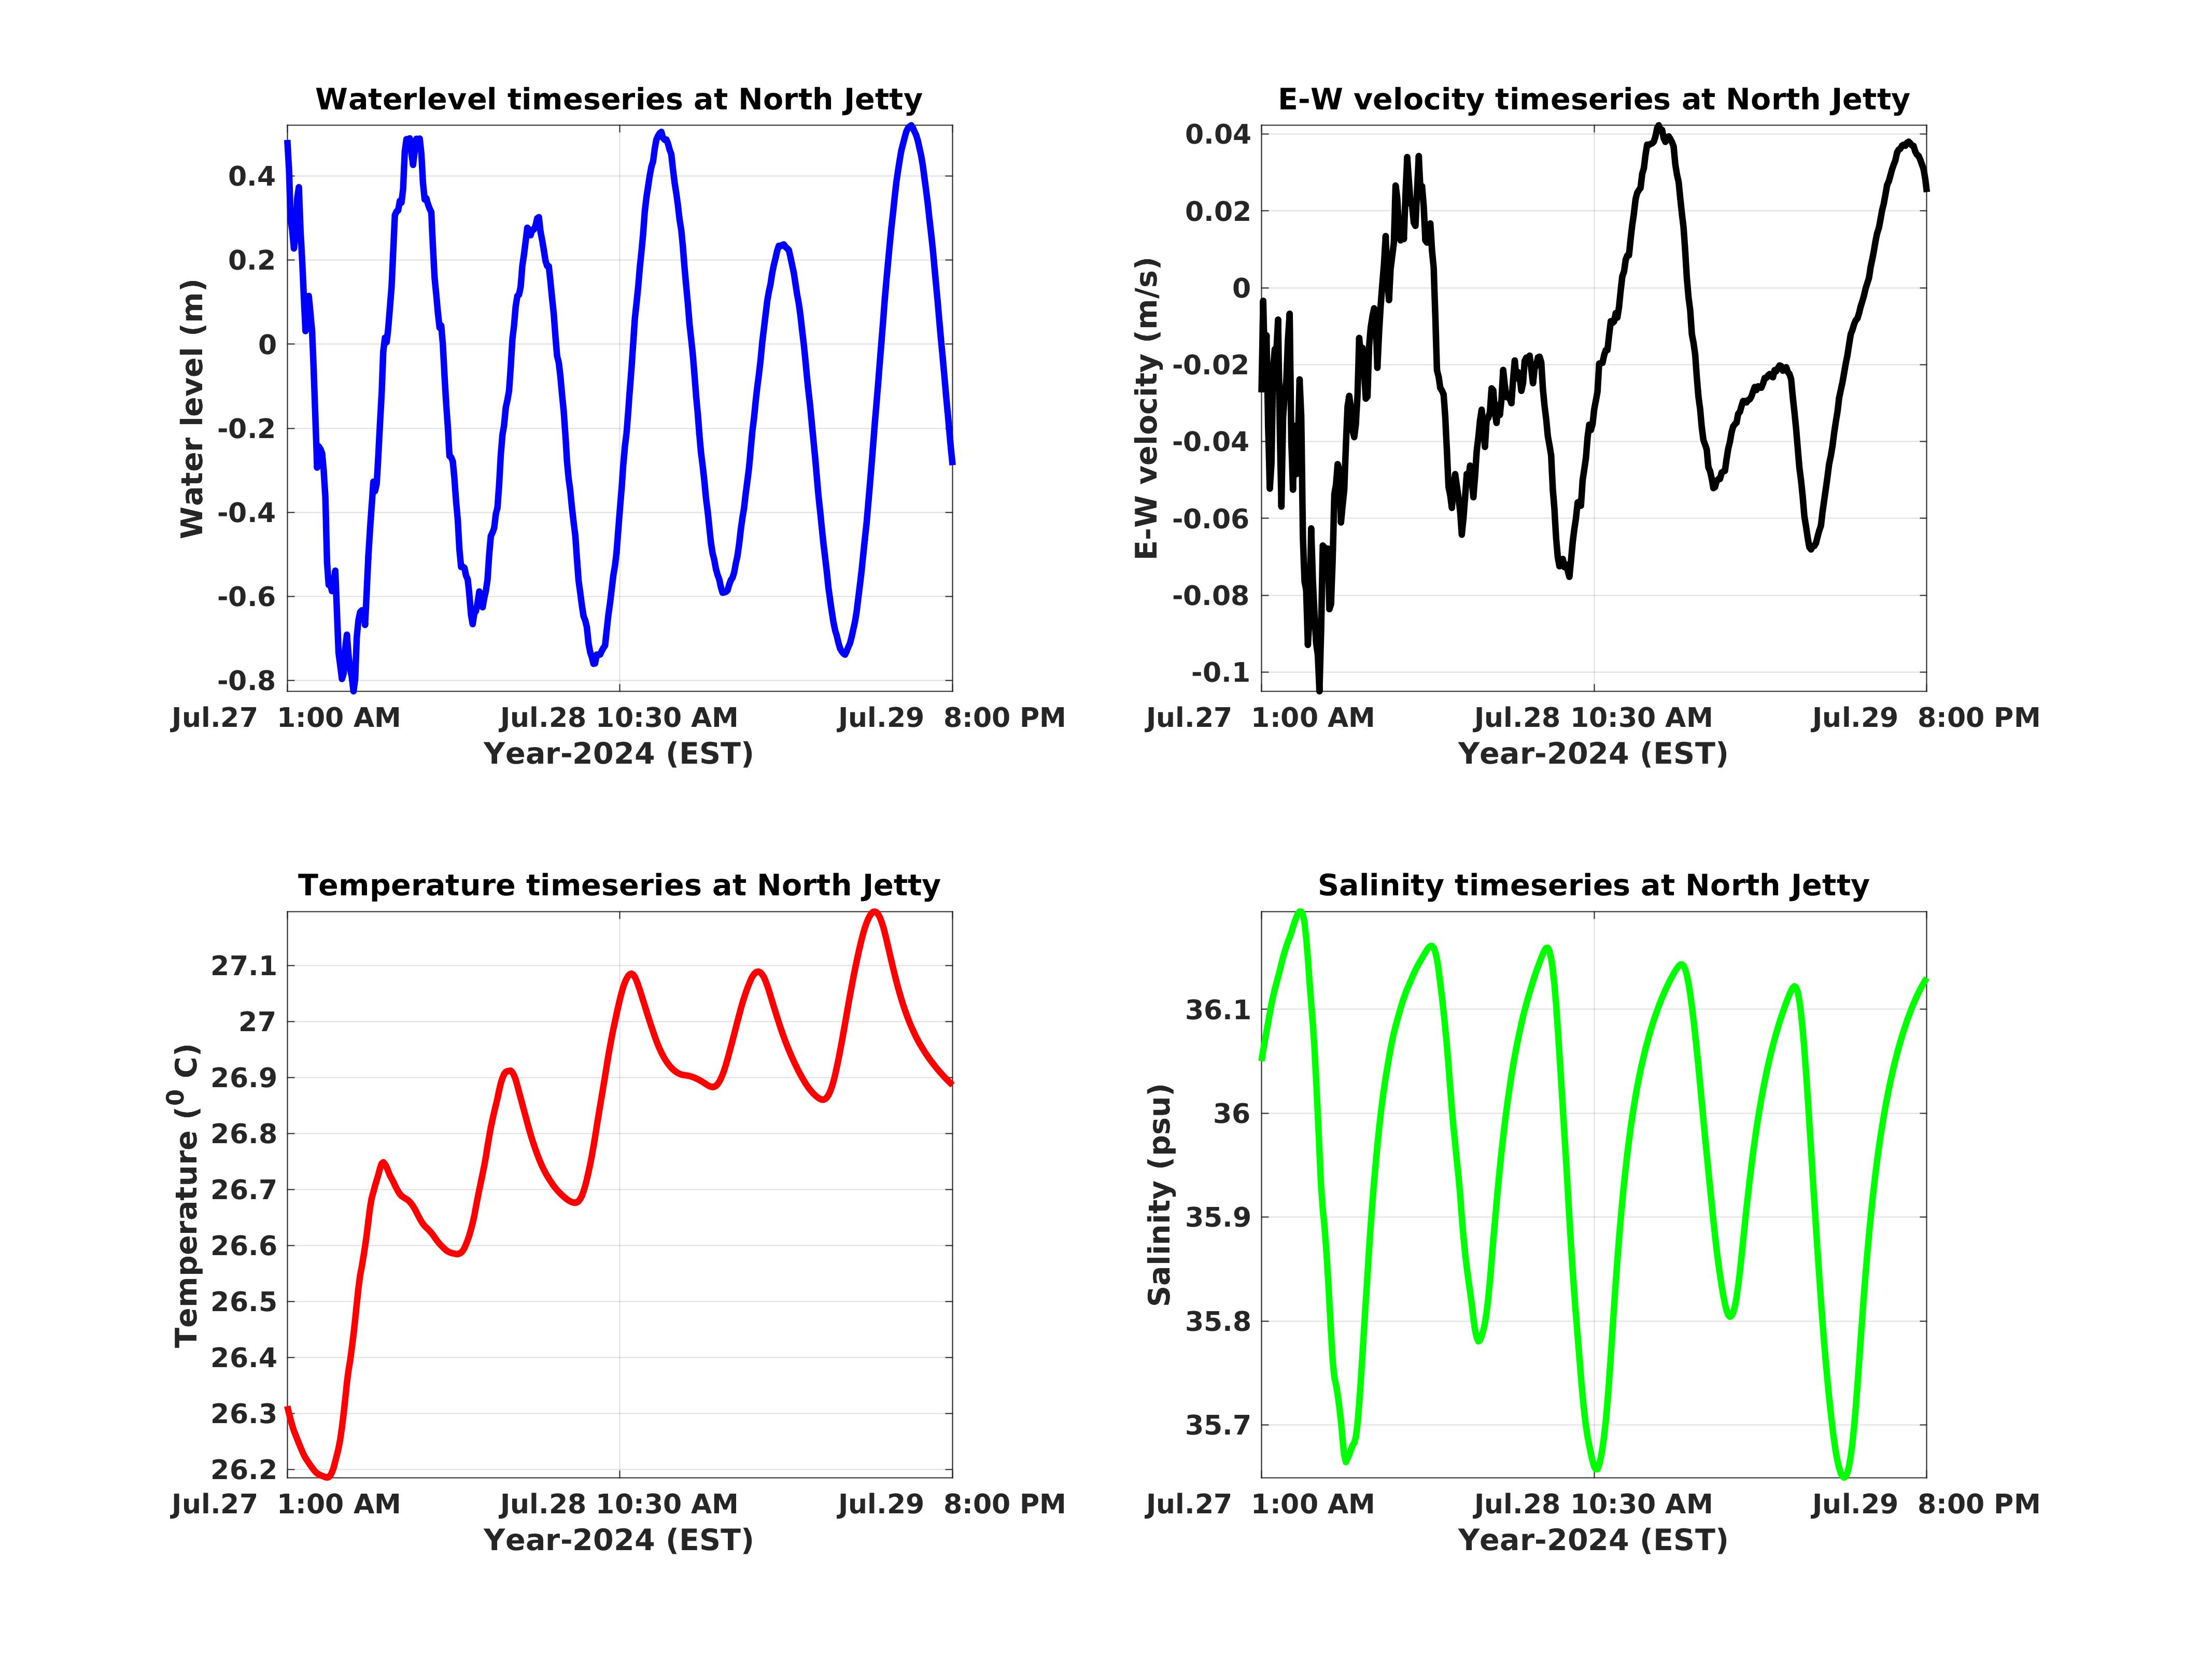 Waterlevel timeseries at North Jetty
0.4
0.2
0
-0.2
-0.4
-0.6
-0.8
Water level (m)
Jul.27 1:00 AM Jul.28 10:30 AM Jul.29 8:00 PM
Year-2024 (EST)
E-W velocity timeseries at North Jetty
0.04
0.02
0
-0.02
-0.04
-0.06
-0.08
-0.1
E-W velocity (m/s)
Jul.27 1:00 AM Jul.28 10:30 AM Jul.29 8:00 PM
Year-2024 (EST)
Temperature timeseries at North Jetty
27.1
27
26.9
26.8
26.7
26.6
26.5
26.4
26.3
26.2
Temperature (⁰ C)
Jul.27 1:00 AM Jul.28 10:30 AM Jul.29 8:00 PM
Year-2024 (EST)
Salinity timeseries at North Jetty
36.1
36
35.9
35.8
35.7
Salinity (psu)
Jul.27 1:00 AM Jul.28 10:30 AM Jul.29 8:00 PM
Year-2024 (EST)